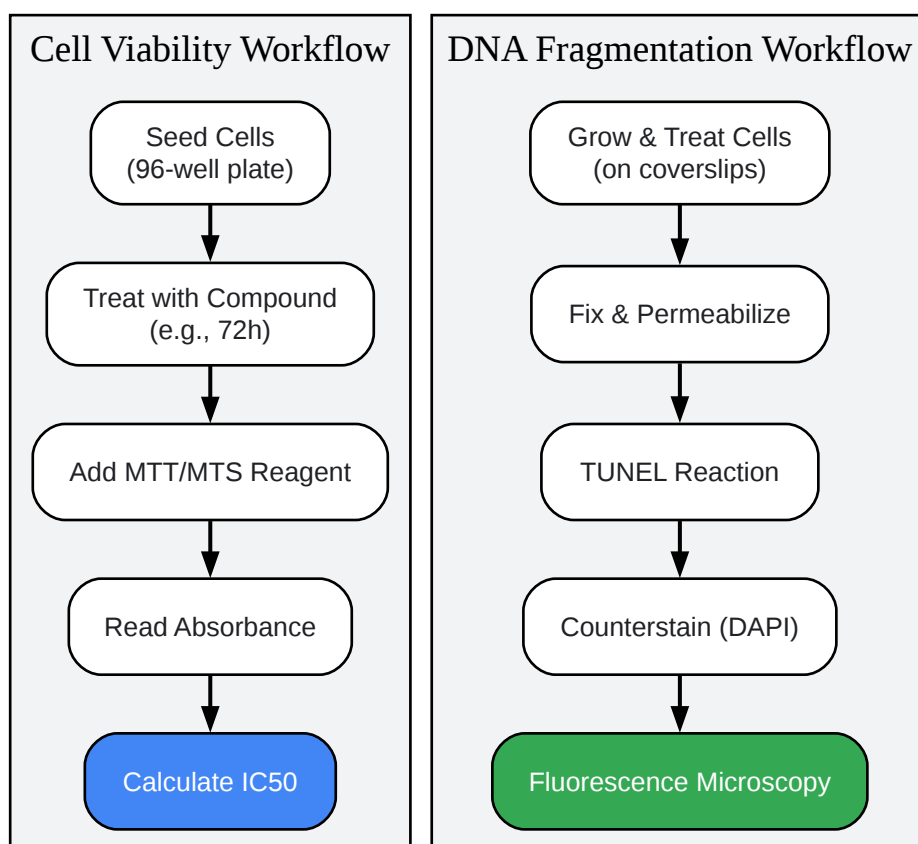 Cell Viability Workflow
Seed Cells
(96-well plate)
Treat with Compound
(e.g., 72h)
Add MTT/MTS Reagent
Read Absorbance
Calculate IC50
DNA Fragmentation Workflow
Grow & Treat Cells
(on coverslips)
Fix & Permeabilize
TUNEL Reaction
Counterstain (DAPI)
Fluorescence Microscopy